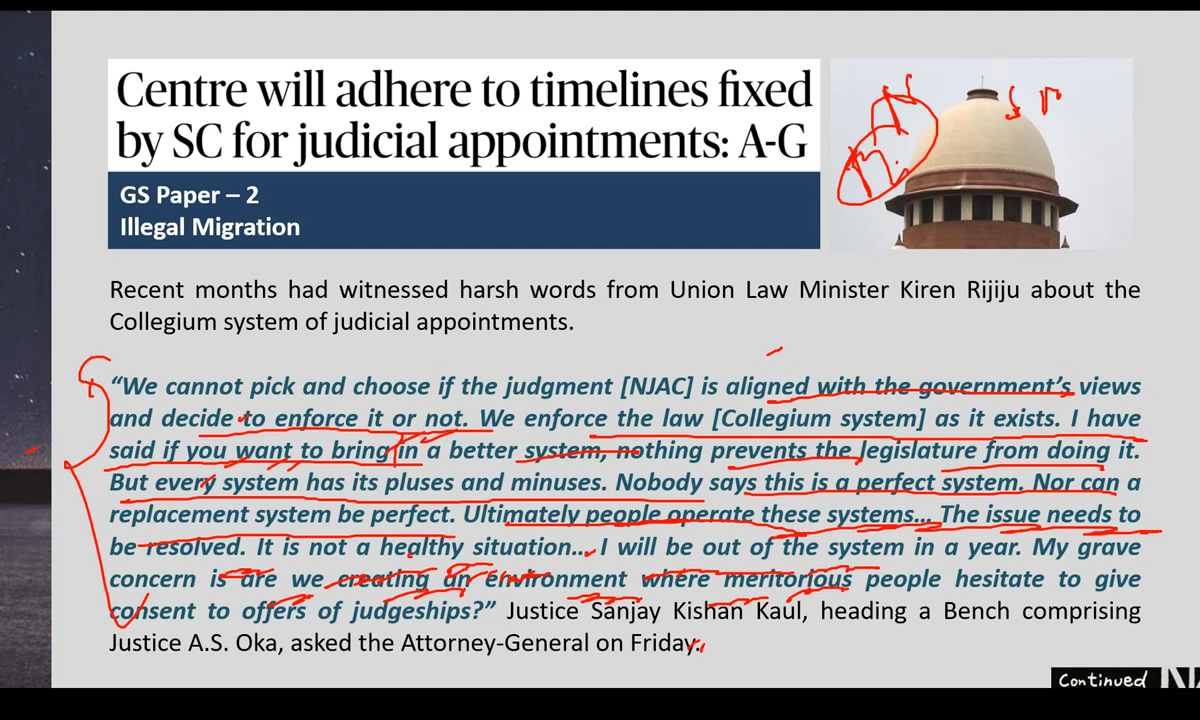 Centre will adhere to timelines fixed
by SC for judicial appointments: A-G
GS Paper – 2
Illegal Migration
Recent months had witnessed harsh words from Union Law Minister Kiren Rijiju about the
Collegium system of judicial appointments.
“We cannot pick and choose if the judgment [NJAC] is aligned with the government’s views
and decide to enforce it or not. We enforce the law [Collegium system] as it exists. I have
said if you want to bring in a better system, nothing prevents the legislature from doing it.
But every system has its pluses and minuses. Nobody says this is a perfect system. Nor can a
replacement system be perfect. Ultimately people operate these systems... The issue needs to
be resolved. It is not a healthy situation... I will be out of the system in a year. My grave
concern is are we creating an environment where meritorious people hesitate to give
consent to offers of judgeships?” Justice Sanjay Kishan Kaul, heading a Bench comprising
Justice A.S. Oka, asked the Attorney-General on Friday.
Continued